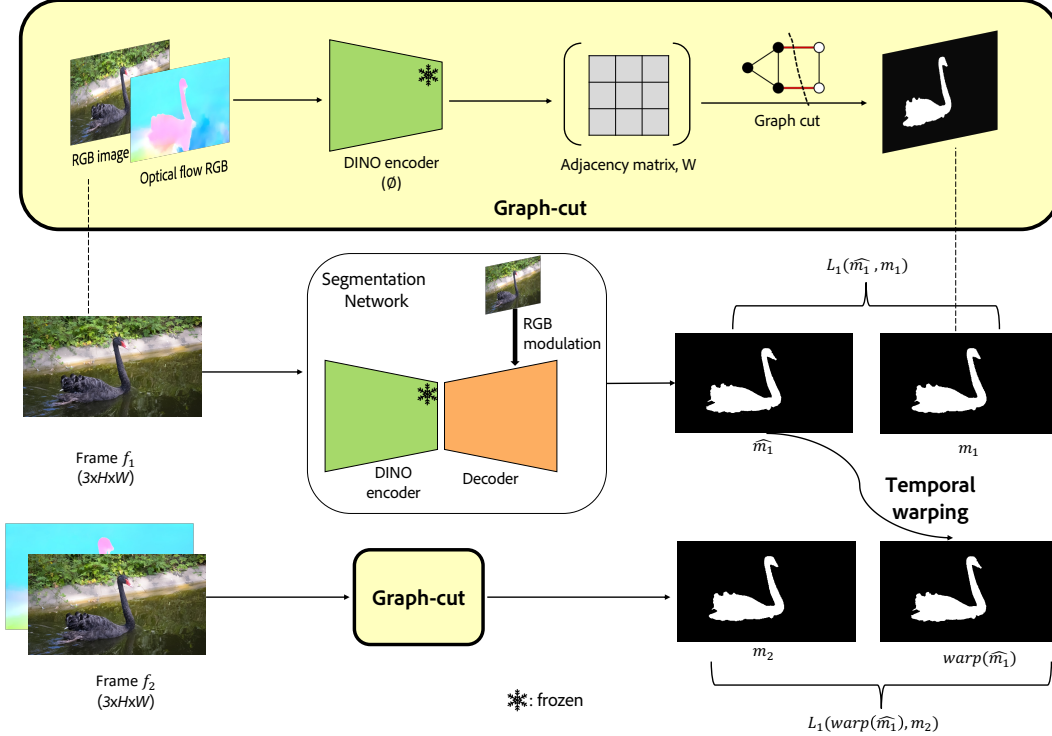 RGB image
Optical flow RGB
DINO encoder
(Ø)
Adjacency matrix, W
Graph cut
Graph-cut
Segmentation
Network
RGB
modulation
DINO
encoder
Decoder
Frame f₁
(3xHxW)
L₁(m̂₁ , m₁)
m̂₁
m₁
Temporal
warping
Graph-cut
Frame f₂
(3xHxW)
m₂
warp(m̂₁)
: frozen
L₁(warp(m̂₁), m₂)